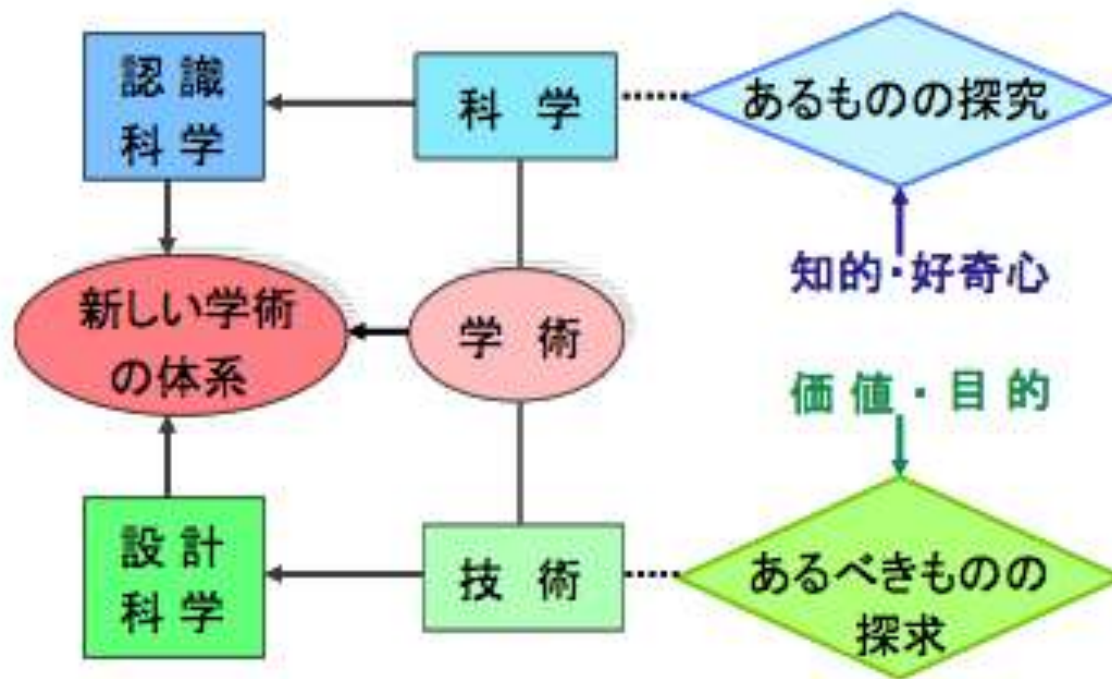 認識
科学
科学
あるものの探究
知的・好奇心
新しい学術
の体系
学術
価値・目的
設計
科学
技術
あるべきものの
探求